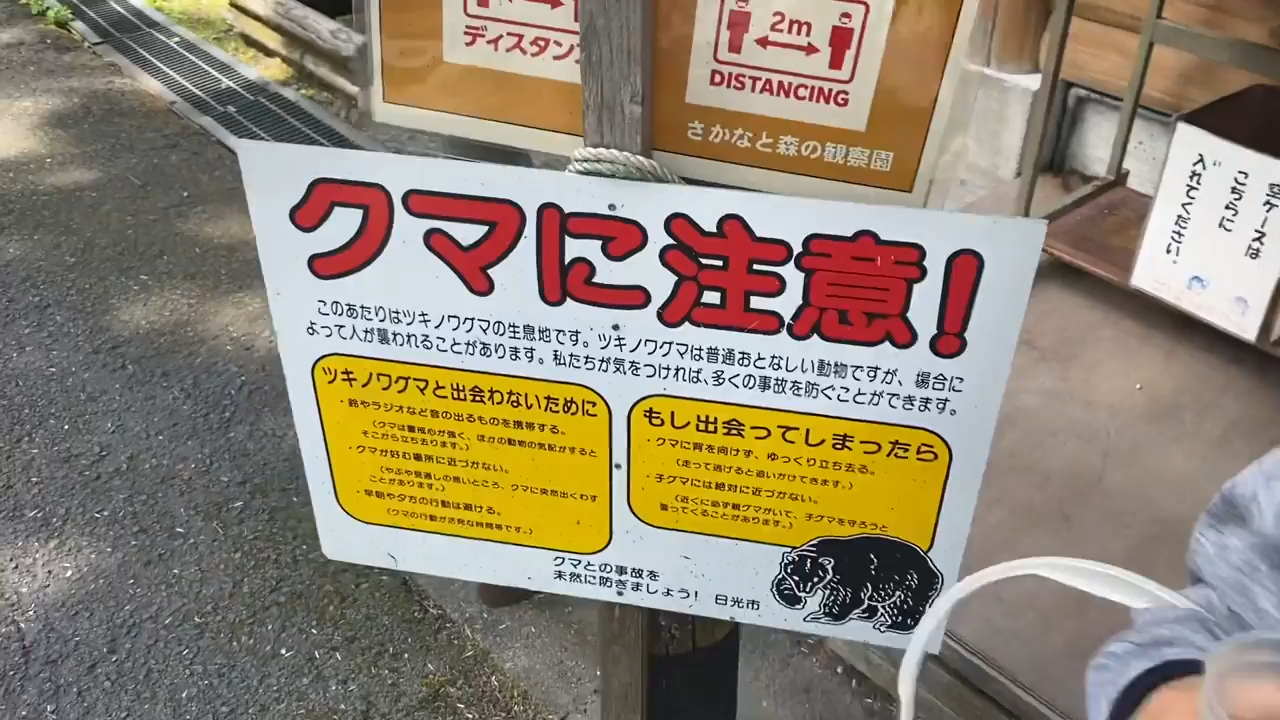 ディスタン
2m
DISTANCING
さかなと森の観察園
空ケースは
こちらに
入れてください。
クマに注意!
このあたりはツキノワグマの生息地です。ツキノワグマは普通おとなしい動物ですが、場合に
よって人が襲われることがあります。私たちが気をつければ、多くの事故を防ぐことができます。
ツキノワグマと出会わないために
・鈴やラジオなど音の出るものを携帯する。
(クマは警戒心が強く、ほかの動物の気配がすると
そこから立ち去ります。)
・クマが好む場所に近づかない。
(やぶや見通しの悪いところ、クマに突然出くわす
ことがあります。)
・早朝や夕方の行動は避ける。
(クマの行動が活発な時間帯です。)
もし出会ってしまったら
・クマに背を向けず、ゆっくり立ち去る。
(走って逃げると追いかけてきます。)
・子グマには絶対に近づかない。
(近くに必ず親グマがいて、子グマを守ろうと
襲ってくることがあります。)
クマとの事故を
未然に防ぎましょう! 日光市